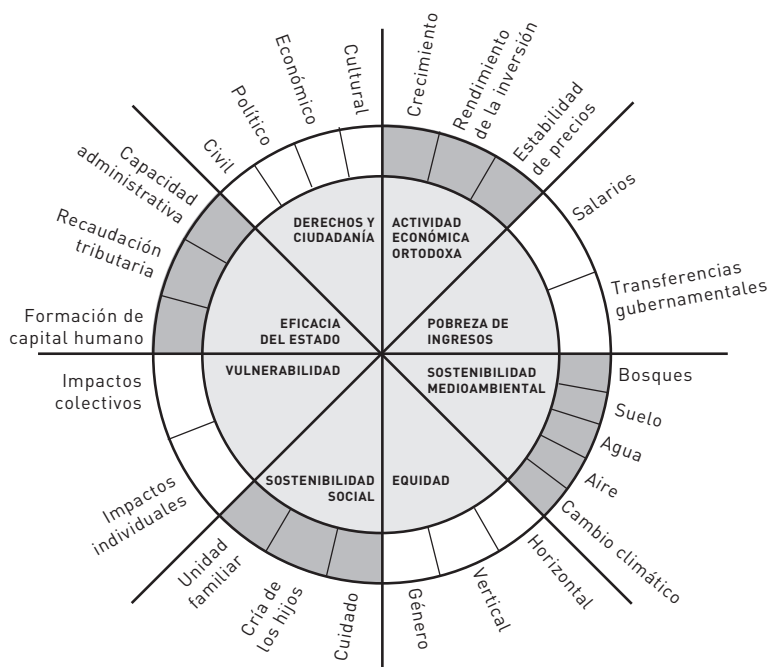 Cultural
Económico
Político
Civil
Crecimiento
Rendimiento
de la inversión
Estabilidad
de precios
Salarios
Transferencias
gubernamentales
Capacidad
administrativa
Recaudación
tributaria
Formación de
capital humano
DERECHOS Y
CIUDADANÍA
ACTIVIDAD
ECONÓMICA
ORTODOXA
EFICACIA
DEL ESTADO
POBREZA DE
INGRESOS
VULNERABILIDAD
SOSTENIBILIDAD
MEDIOAMBIENTAL
SOSTENIBILIDAD
SOCIAL
EQUIDAD
Impactos
colectivos
Impactos
individuales
Bosques
Suelo
Agua
Aire
Cambio climático
Unidad
familiar
Cría de
los hijos
Cuidado
Género
Vertical
Horizontal